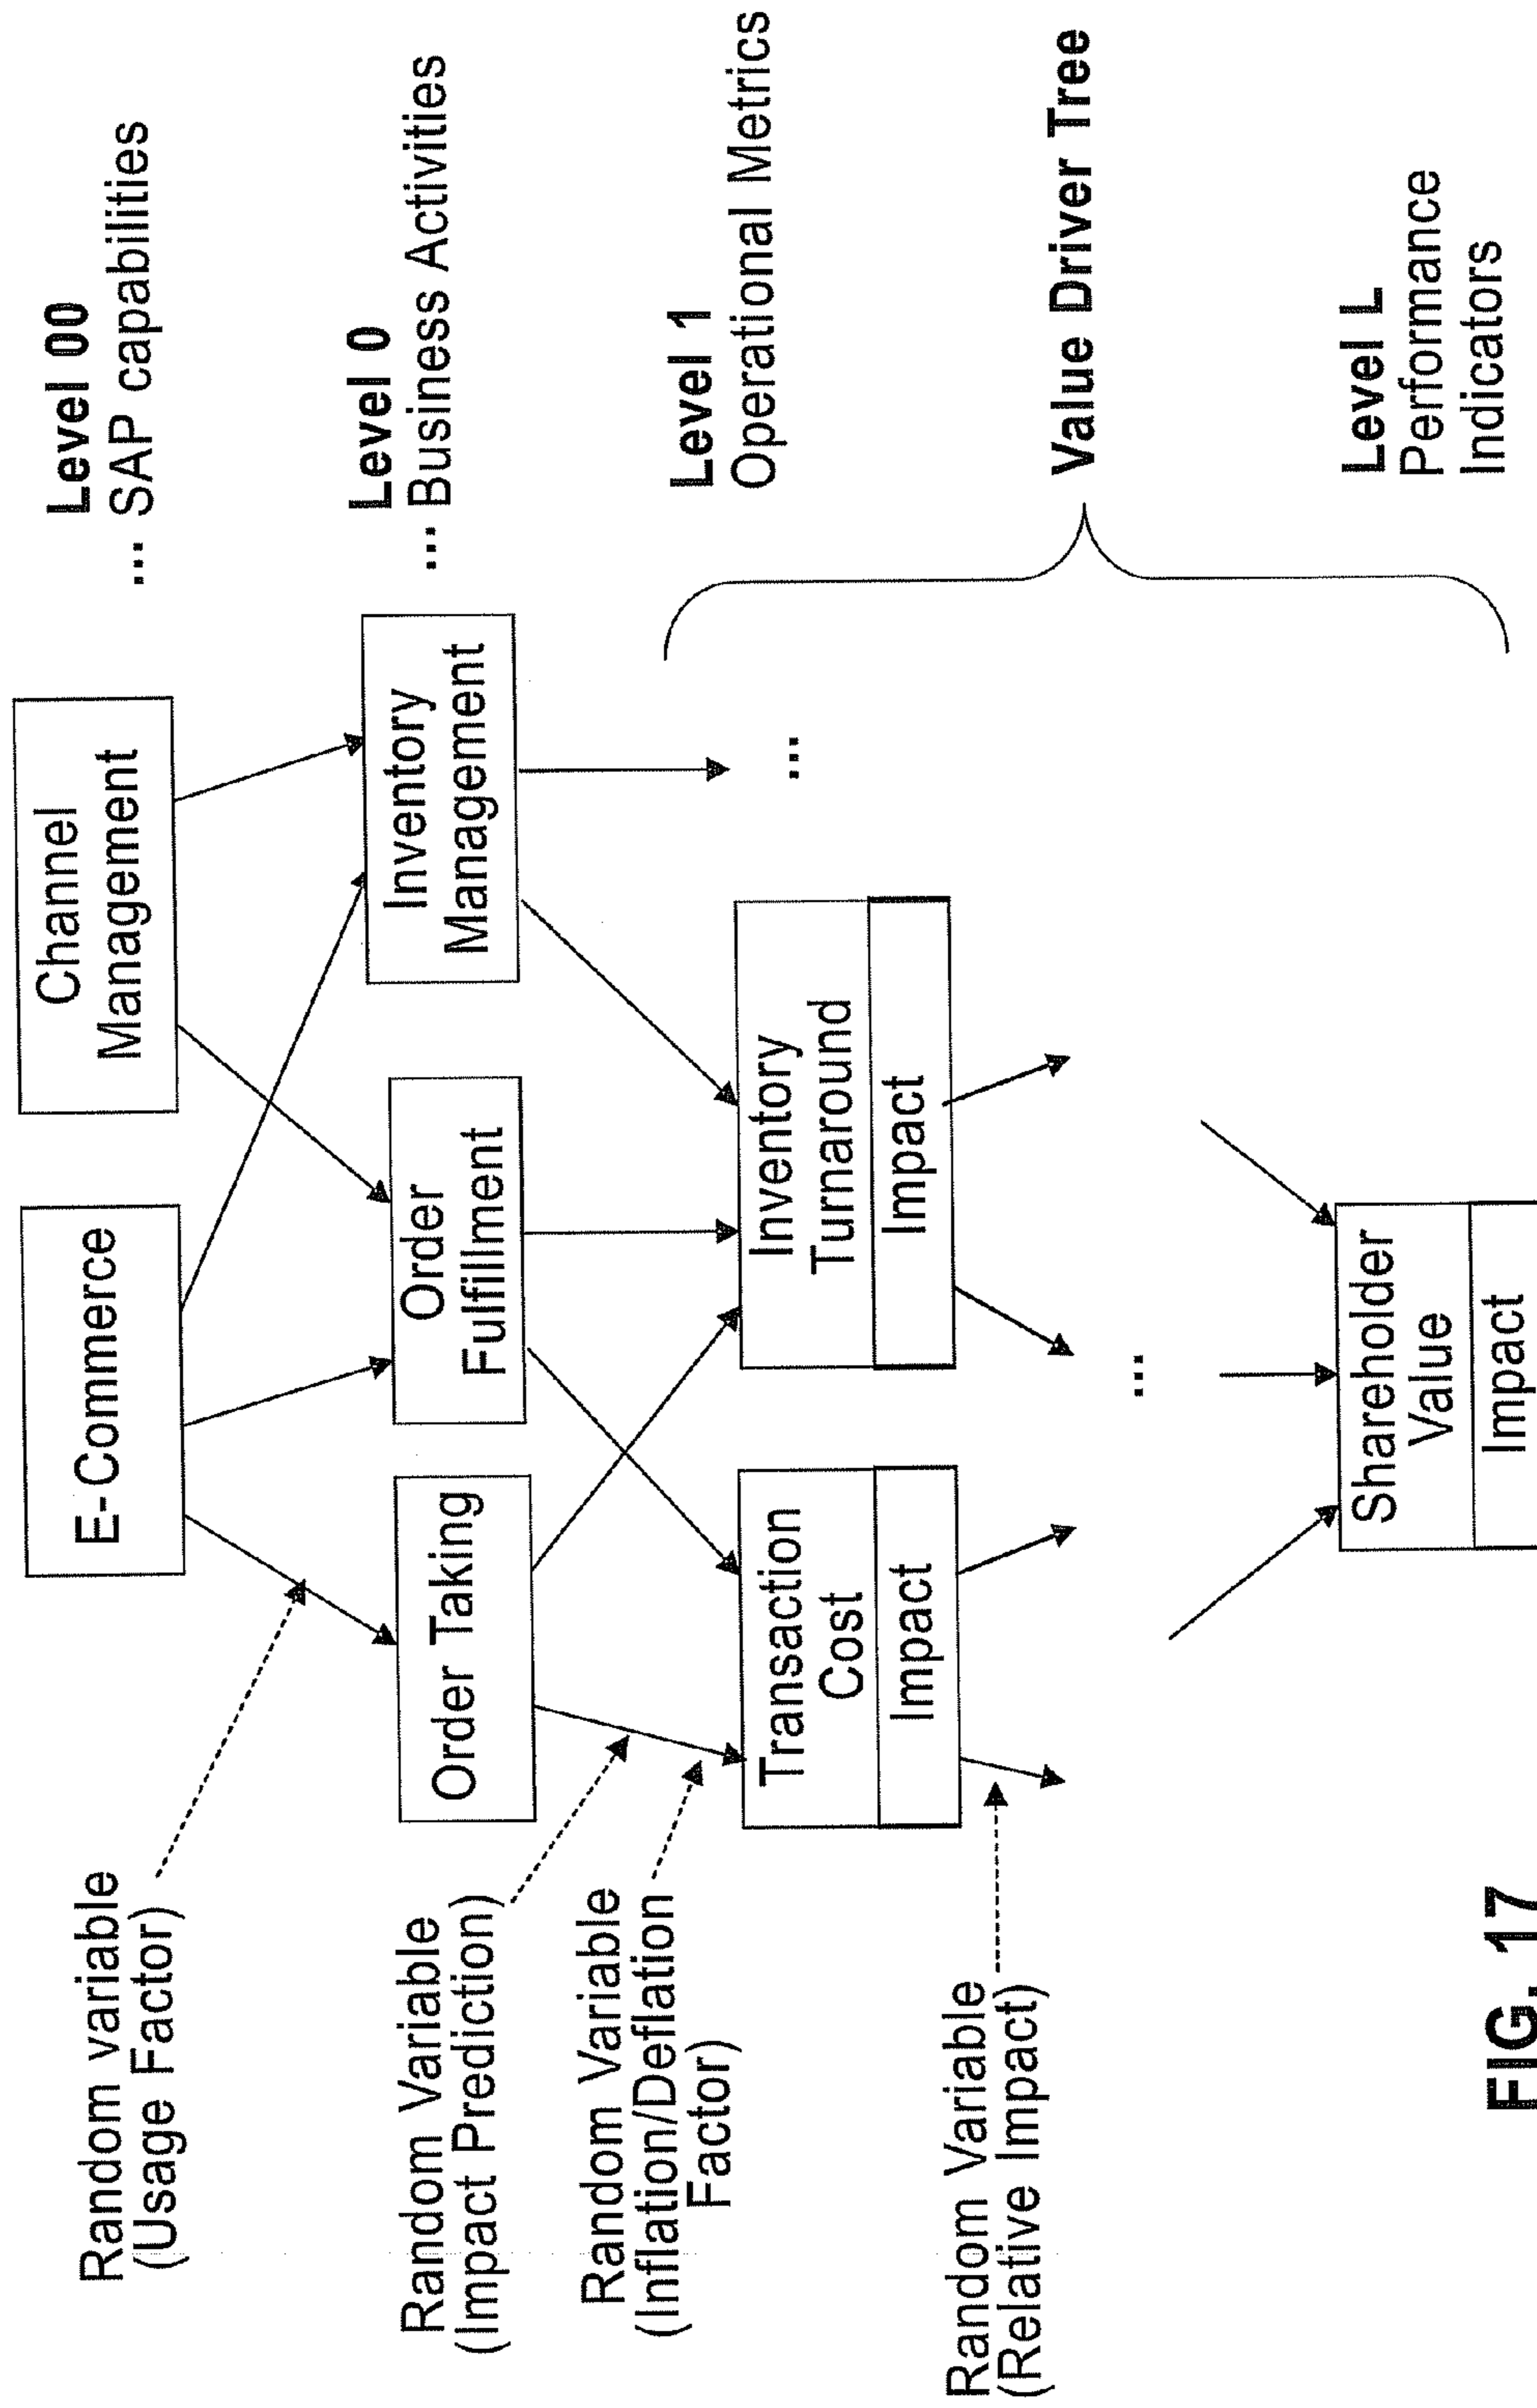 Level 00
E-Commerce
Channel
Management
... SAP capabilities
Random variable
(Usage Factor)
Level 0
Order Taking
Order
Fulfillment
Inventory
Management
... Business Activities
Random Variable
(Impact Prediction)
Random Variable
(Inflation/Deflation
Factor)
Level 1
Operational Metrics
Transaction
Cost
Impact
Inventory
Turnaround
Impact
...
Random Variable
(Relative Impact)
Value Driver Tree
...
Level L
Performance
Indicators
Shareholder
Value
Impact
FIG. 17